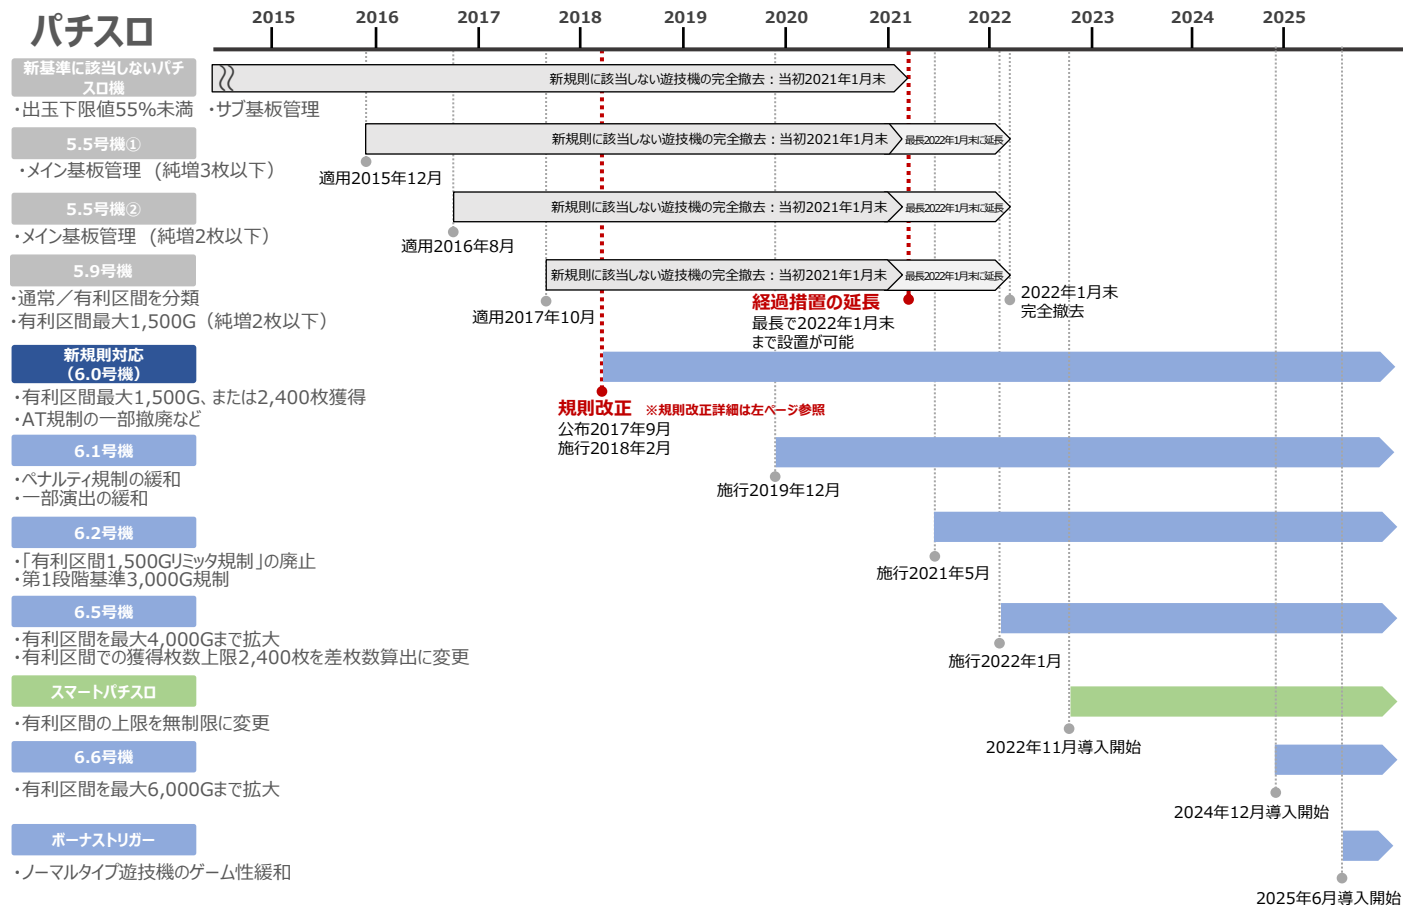 パチスロ
2015 2016 2017 2018 2019 2020 2021 2022 2023 2024 2025
新基準に該当しないパチ
スロ機
新規則に該当しない遊技機の完全撤去：当初2021年1月末
・出玉下限値55%未満 ・サブ基板管理
5.5号機①
新規則に該当しない遊技機の完全撤去：当初2021年1月末 最長2022年1月末に延長
・メイン基板管理 (純増3枚以下）
適用2015年12月
5.5号機②
新規則に該当しない遊技機の完全撤去：当初2021年1月末 最長2022年1月末に延長
・メイン基板管理 (純増2枚以下）
適用2016年8月
5.9号機
新規則に該当しない遊技機の完全撤去：当初2021年1月末 最長2022年1月末に延長
・通常／有利区間を分類
・有利区間最大1,500G（純増2枚以下）
適用2017年10月
経過措置の延長
最長で2022年1月末
まで設置が可能
2022年1月末
完全撤去
新規則対応
（6.0号機）
・有利区間最大1,500G、または2,400枚獲得
・AT規制の一部撤廃など
規則改正 ※規則改正詳細は左ページ参照
公布2017年9月
施行2018年2月
6.1号機
・ペナルティ規制の緩和
・一部演出の緩和
施行2019年12月
6.2号機
・「有利区間1,500Gリミッタ規制」の廃止
・第1段階基準3,000G規制
施行2021年5月
6.5号機
・有利区間を最大4,000Gまで拡大
・有利区間での獲得枚数上限2,400枚を差枚数算出に変更
施行2022年1月
スマートパチスロ
・有利区間の上限を無制限に変更
2022年11月導入開始
6.6号機
・有利区間を最大6,000Gまで拡大
2024年12月導入開始
ボーナストリガー
・ノーマルタイプ遊技機のゲーム性緩和
2025年6月導入開始